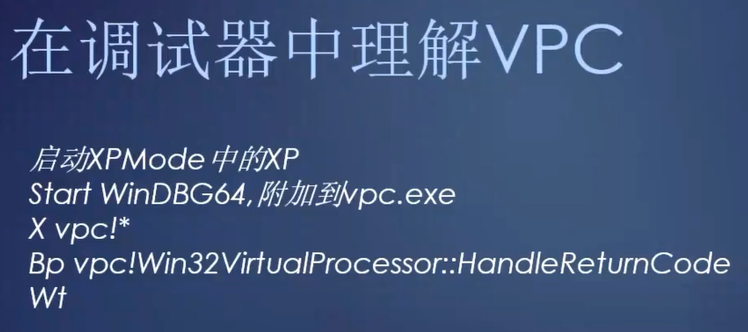 在调试器中理解VPC
启动XPMode中的XP
Start WinDBG64,附加到vpc.exe
X vpc!*
Bp vpc!Win32VirtualProcessor::HandleReturnCode
Wt